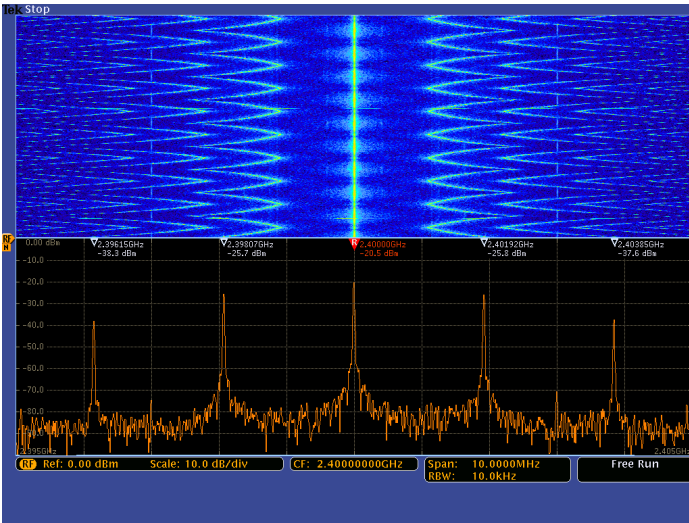 Tek Stop
RF
N
0.00 dBm
2.39615GHz 2.39807GHz R 2.40000GHz 2.40192GHz 2.40385GHz
-38.3 dBm -25.7 dBm -20.5 dBm -25.8 dBm -37.6 dBm
-10.0
-20.0
-30.0
-40.0
-50.0
-60.0
-70.0
-80.0
2.395GHz 2.405GHz
RF Ref: 0.00 dBm Scale: 10.0 dB/div CF: 2.40000000GHz Span: 10.0000MHz Free Run
RBW: 10.0kHz